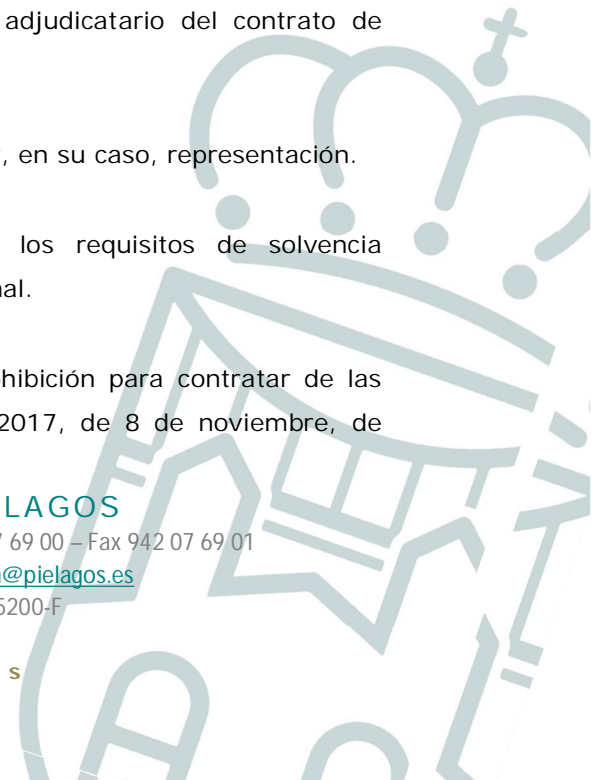 adjudicatario del contrato de
, en su caso, representación.
los requisitos de solvencia
nal.
hibición para contratar de las
2017, de 8 de noviembre, de
LAGOS
7 69 00 – Fax 942 07 69 01
@pielagos.es
5200-F
s